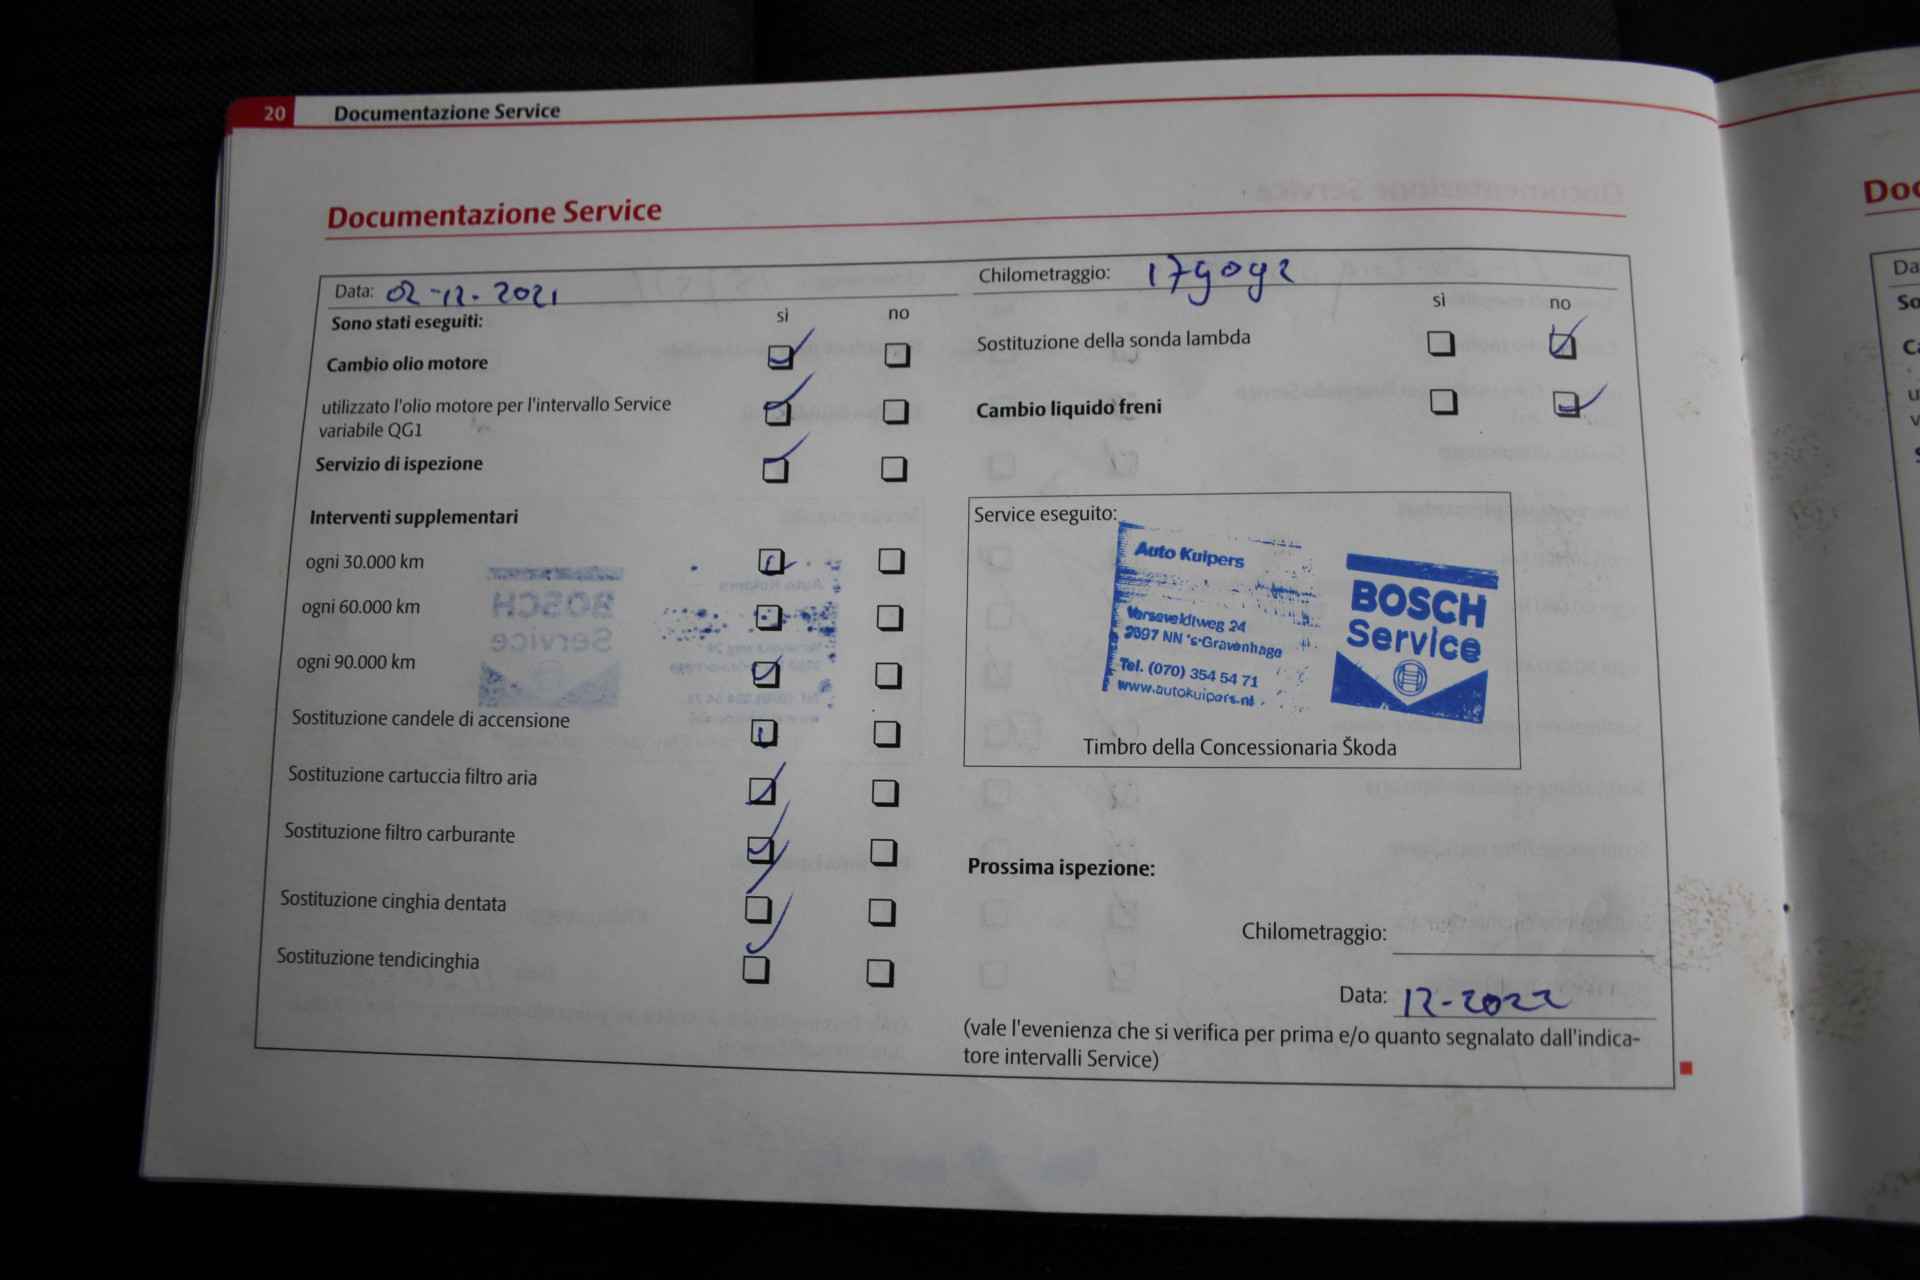 20 Documentazione Service
Documentazione Service
Data: 02-12-2021
Sono stati eseguiti: sì no
Cambio olio motore
utilizzato l'olio motore per l'intervallo Service
variabile QG1
Servizio di ispezione
Interventi supplementari
ogni 30.000 km
ogni 60.000 km
ogni 90.000 km
Sostituzione candele di accensione
Sostituzione cartuccia filtro aria
Sostituzione filtro carburante
Sostituzione cinghia dentata
Sostituzione tendicinghia
Chilometraggio: 179092
sì no
Sostituzione della sonda lambda
Cambio liquido freni
Service eseguito:
Auto Kuipers
24
2597 NN 's-Gravenhage
Tel. (070) 354 54 71
www.autokuipers.nl
BOSCH
Service
Timbro della Concessionaria Škoda
Prossima ispezione:
Chilometraggio:
Data: 12-2022
(vale l'evenienza che si verifica per prima e/o quanto segnalato dall'indica-
tore intervalli Service)